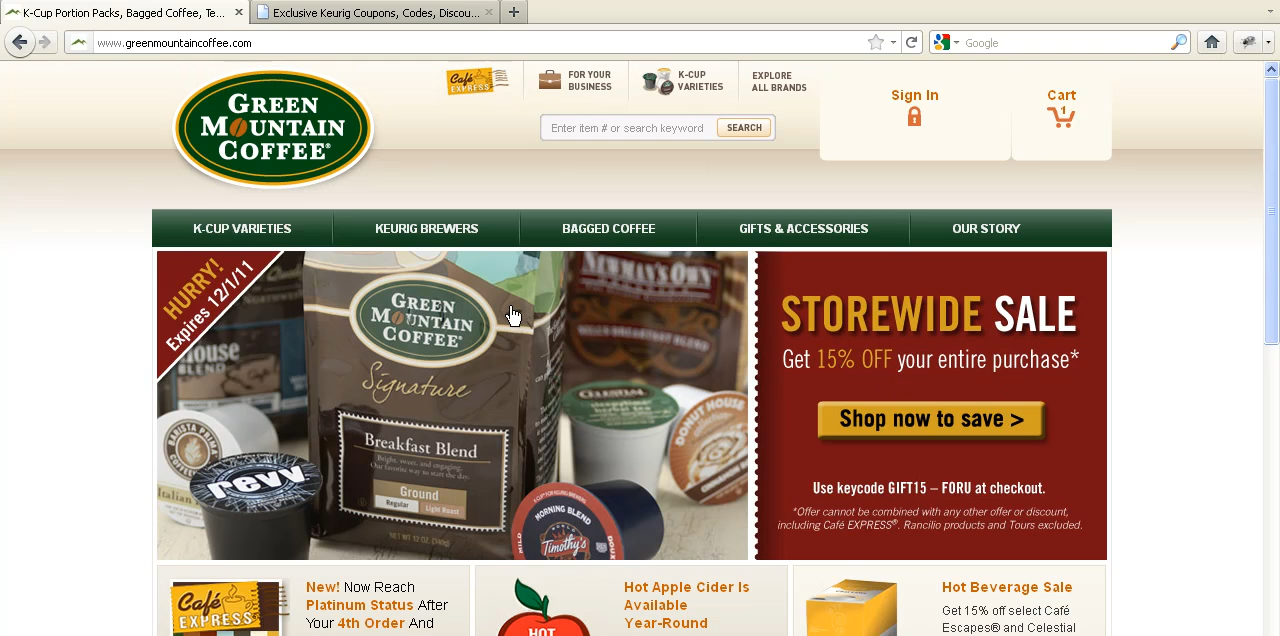 K-Cup Portion Packs, Bagged Coffee, Te...
Exclusive Keurig Coupons, Codes, Discou...
www.greenmountaincoffee.com
Google
GREEN
MOUNTAIN
COFFEE®
Café
EXPRESS
FOR YOUR
BUSINESS
K-CUP
VARIETIES
EXPLORE
ALL BRANDS
Enter item # or search keyword
SEARCH
Sign In
Cart
1
K-CUP VARIETIES
KEURIG BREWERS
BAGGED COFFEE
GIFTS & ACCESSORIES
OUR STORY
HURRY!
Expires 12/1/11
House
BLEND
GREEN
MOUNTAIN
COFFEE
Signature
Breakfast Blend
Bright, sweet, and engaging.
Our favorite way to start the day.
Ground
Regular
Light Roast
NET WT 12 OZ. (340g)
NEWMAN'S OWN
BARISTA PRIMA
COFFEEHOUSE
Italian
revv
CELESTIAL
sleepytime
herbal tea
DONUT HOUSE
collection
MORNING BLEND
Timothy's
MILD
STOREWIDE SALE
Get 15% OFF your entire purchase*
Shop now to save >
Use keycode GIFT15 – FORU at checkout.
*Offer cannot be combined with any other offer or discount,
including Café EXPRESS®. Rancilio products and Tours excluded.
Café
EXPRESS
New! Now Reach
Platinum Status After
Your 4th Order And
HOT
Hot Apple Cider Is
Available
Year-Round
Hot Beverage Sale
Get 15% off select Café
Escapes® and Celestial